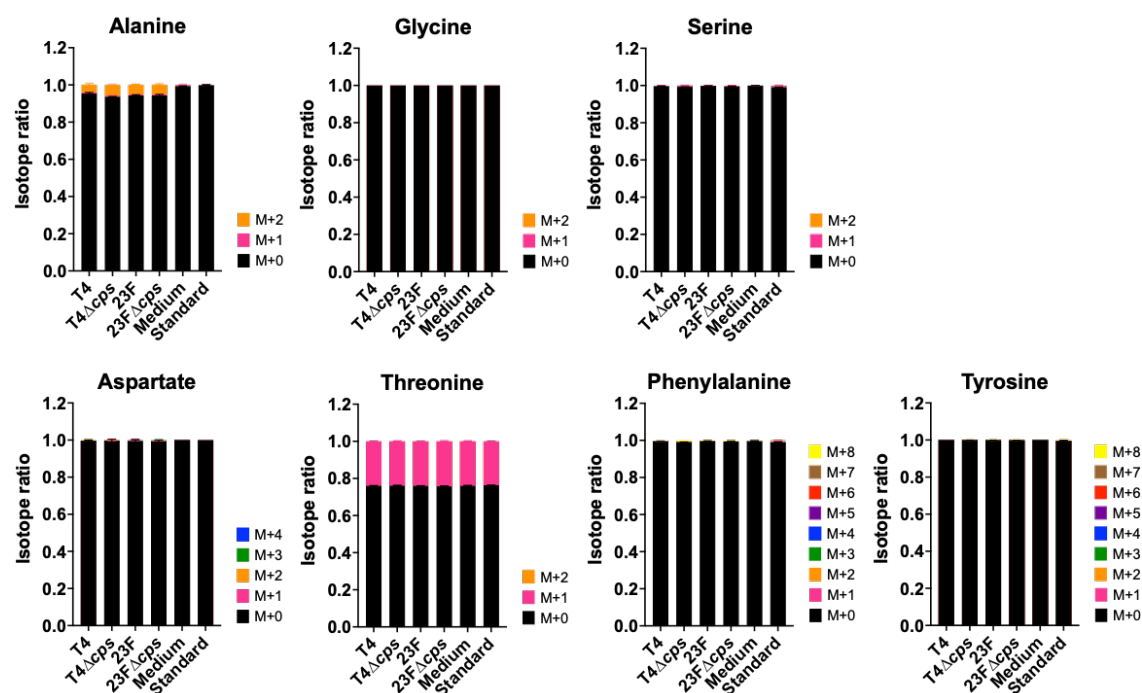 Alanine
Isotope ratio
1.2
1.0
0.8
0.6
0.4
0.2
0.0
T4
T4Δcps
23F
23FΔcps
Medium
Standard
M+2
M+1
M+0
Glycine
Isotope ratio
1.2
1.0
0.8
0.6
0.4
0.2
0.0
T4
T4Δcps
23F
23FΔcps
Medium
Standard
M+2
M+1
M+0
Serine
Isotope ratio
1.2
1.0
0.8
0.6
0.4
0.2
0.0
T4
T4Δcps
23F
23FΔcps
Medium
Standard
M+2
M+1
M+0
Aspartate
Isotope ratio
1.2
1.0
0.8
0.6
0.4
0.2
0.0
T4
T4Δcps
23F
23FΔcps
Medium
Standard
M+4
M+3
M+2
M+1
M+0
Threonine
Isotope ratio
1.2
1.0
0.8
0.6
0.4
0.2
0.0
T4
T4Δcps
23F
23FΔcps
Medium
Standard
M+2
M+1
M+0
Phenylalanine
Isotope ratio
1.2
1.0
0.8
0.6
0.4
0.2
0.0
T4
T4Δcps
23F
23FΔcps
Medium
Standard
M+8
M+7
M+6
M+5
M+4
M+3
M+2
M+1
M+0
Tyrosine
Isotope ratio
1.2
1.0
0.8
0.6
0.4
0.2
0.0
T4
T4Δcps
23F
23FΔcps
Medium
Standard
M+8
M+7
M+6
M+5
M+4
M+3
M+2
M+1
M+0